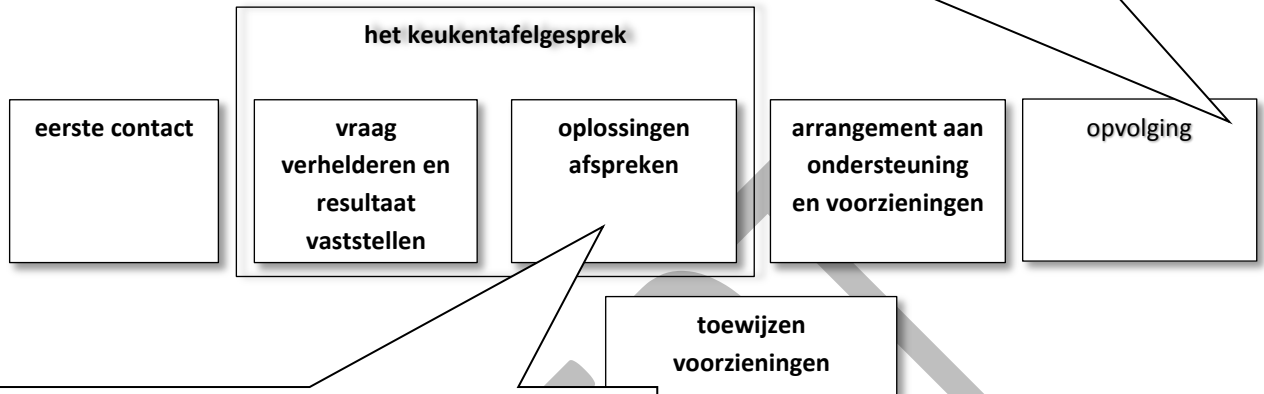 het keukentafelgesprek
eerste contact
vraag
verhelderen en
resultaat
vaststellen
oplossingen
afspreken
arrangement aan
ondersteuning
en voorzieningen
opvolging
toewijzen
voorzieningen